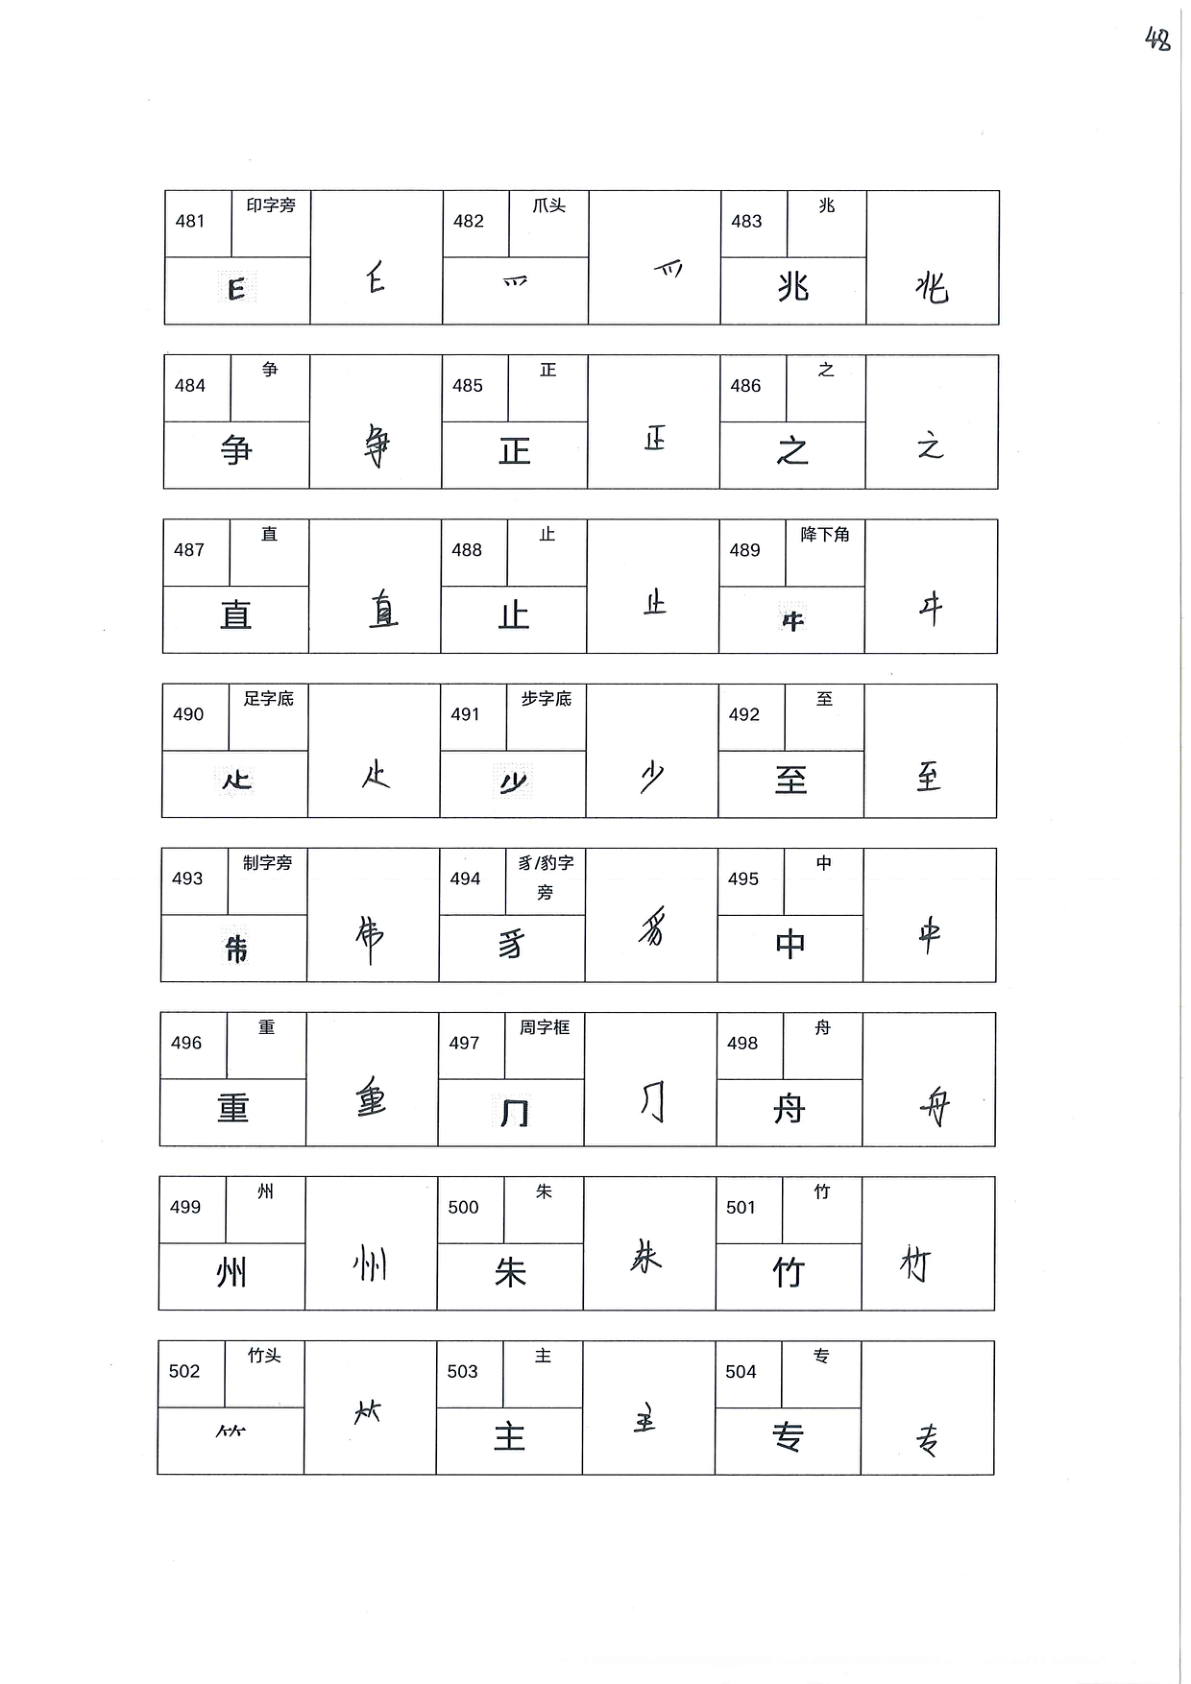 48
481 印字旁 482 爪头 483 兆
E 爫 兆 兆
484 争 485 正 486 之
争 争 正 正 之 之
487 直 488 止 489 降下角
直 直 止 止 㐄 㐄
490 足字底 491 步字底 492 至
龰 龰 少 少 至 至
493 制字旁 494 豸/豹字旁 495 中
豸 豸 中 中
496 重 497 周字框 498 舟
重 重 ⺆ ⺆ 舟 舟
499 州 500 朱 501 竹
州 州 朱 朱 竹 竹
502 竹头 503 主 504 专
⺮ ⺮ 主 主 专 专